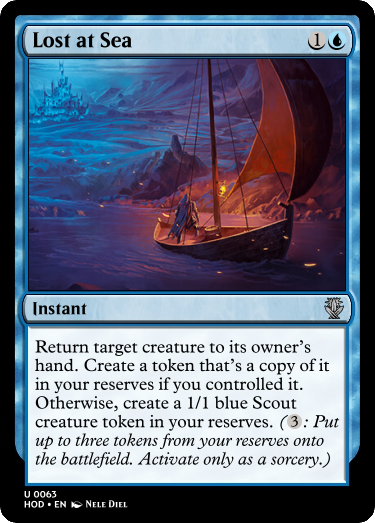 Lost at Sea 1
Instant
Return target creature to its owner's
hand. Create a token that's a copy of it
in your reserves if you controlled it.
Otherwise, create a 1/1 blue Scout
creature token in your reserves. (3: Put
up to three tokens from your reserves onto
the battlefield. Activate only as a sorcery.)
U 0063
HOD • EN Nele Diel